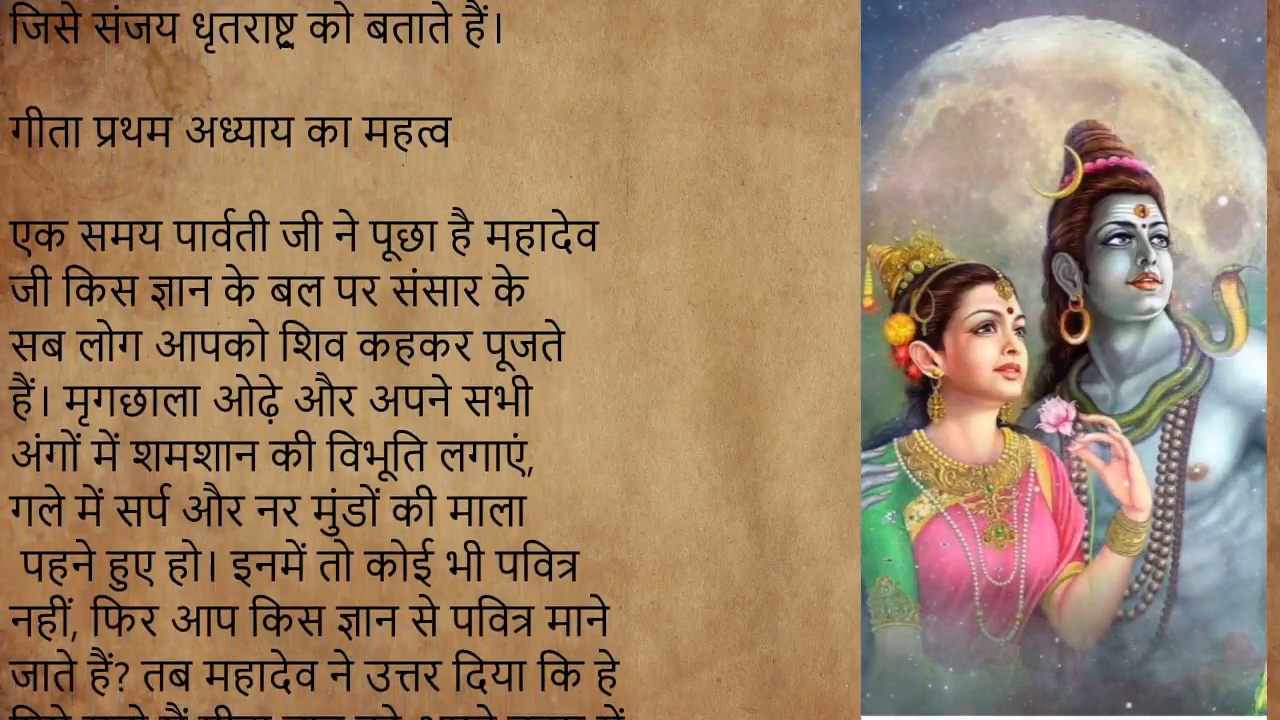 जिसे संजय धृतराष्ट्र को बताते हैं।
गीता प्रथम अध्याय का महत्व
एक समय पार्वती जी ने पूछा है महादेव
जी किस ज्ञान के बल पर संसार के
सब लोग आपको शिव कहकर पूजते
हैं। मृगछाला ओढ़े और अपने सभी
अंगों में शमशान की विभूति लगाएं,
गले में सर्प और नर मुंडों की माला
पहने हुए हो। इनमें तो कोई भी पवित्र
नहीं, फिर आप किस ज्ञान से पवित्र माने
जाते हैं? तब महादेव ने उत्तर दिया कि हे